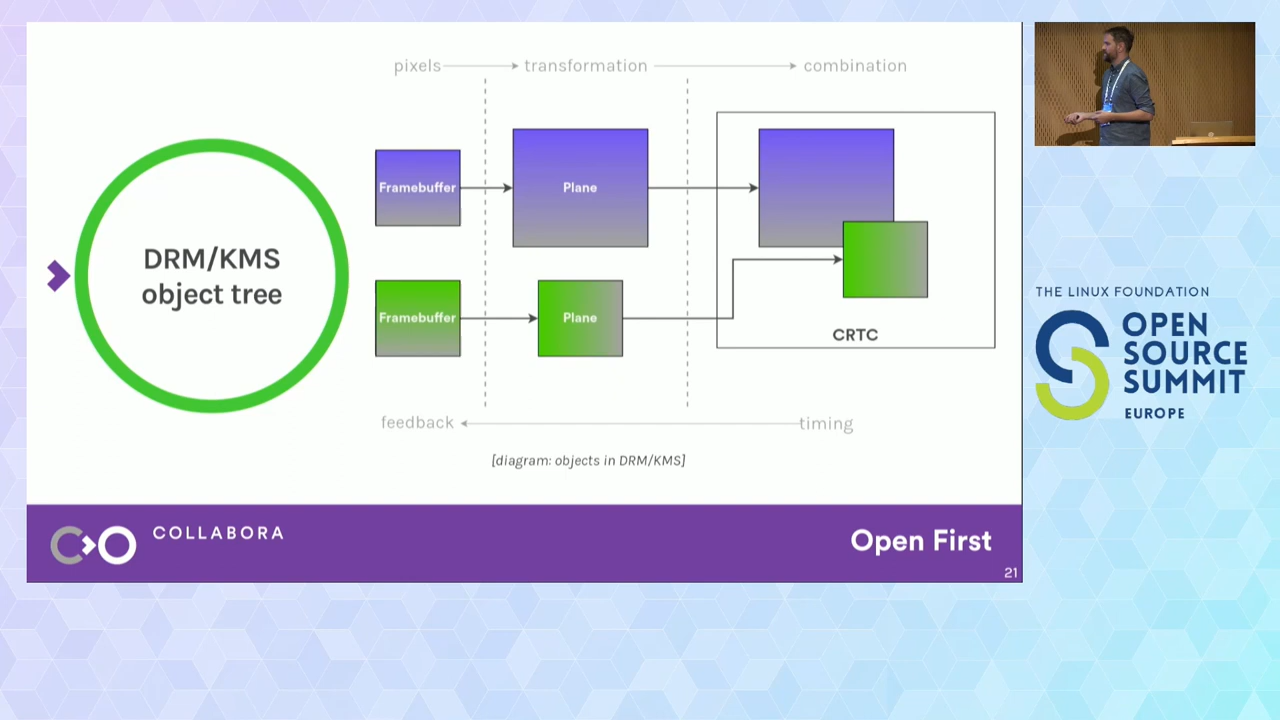 pixels
transformation
combination
Framebuffer
Plane
DRM/KMS
object tree
Framebuffer
Plane
CRTC
feedback
timing
[diagram: objects in DRM/KMS]
COLLABORA
Open First
21
THE LINUX FOUNDATION
OPEN
SOURCE
SUMMIT
EUROPE